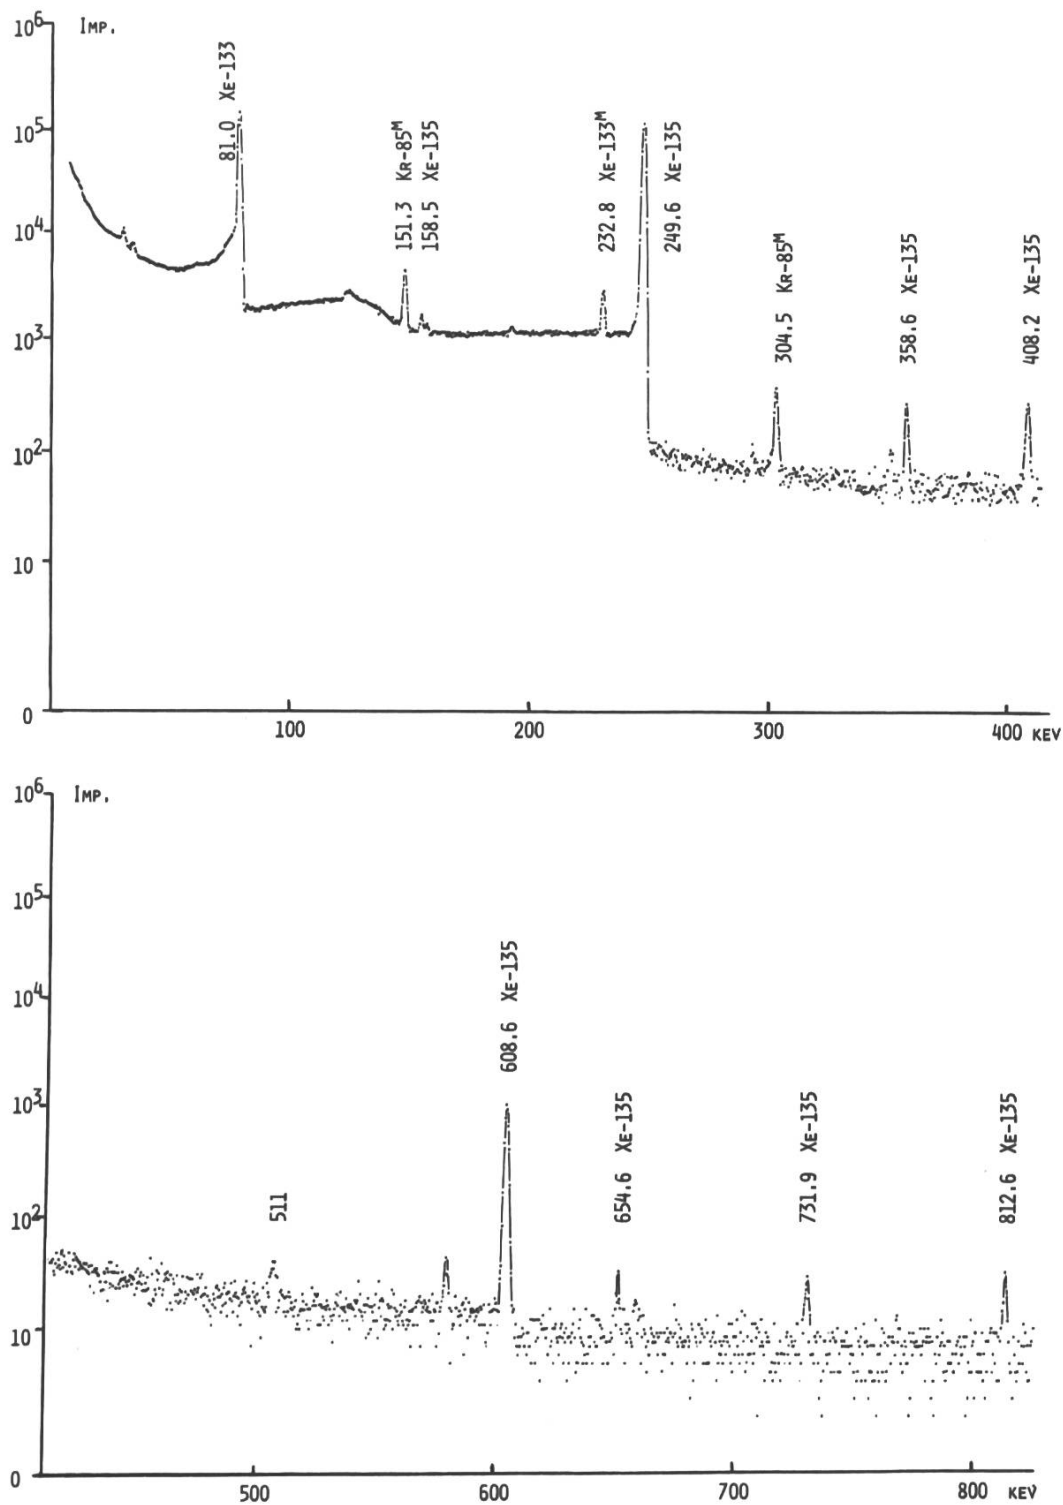 10⁶ IMP.
10⁵
10⁴
10³
10²
10
0
81.0 XE-133
151.3 KR-85ᴹ
158.5 XE-135
232.8 XE-133ᴹ
249.6 XE-135
304.5 KR-85ᴹ
358.6 XE-135
408.2 XE-135
100 200 300 400 KEV
10⁶ IMP.
10⁵
10⁴
10³
10²
10
0
511
608.6 XE-135
654.6 XE-135
731.9 XE-135
812.6 XE-135
500 600 700 800 KEV